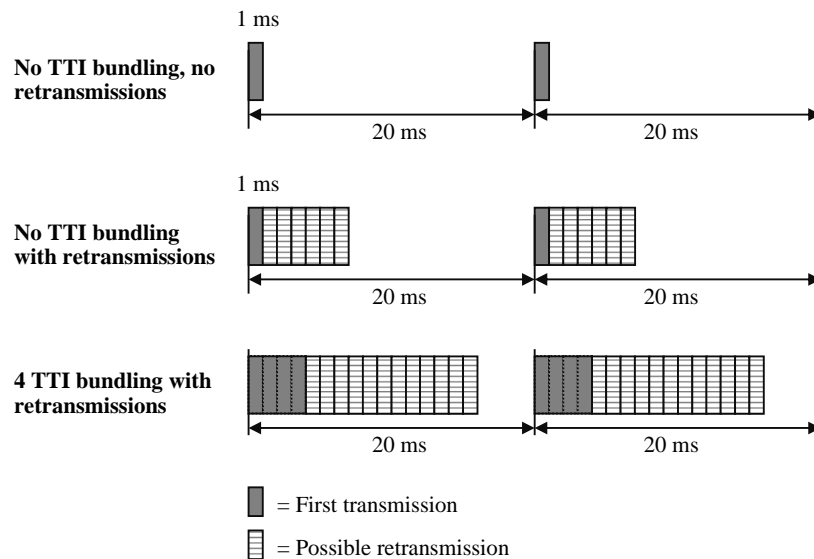 1 ms
No TTI bundling, no
retransmissions
20 ms
20 ms
1 ms
No TTI bundling
with retransmissions
20 ms
20 ms
4 TTI bundling with
retransmissions
20 ms
20 ms
= First transmission
= Possible retransmission